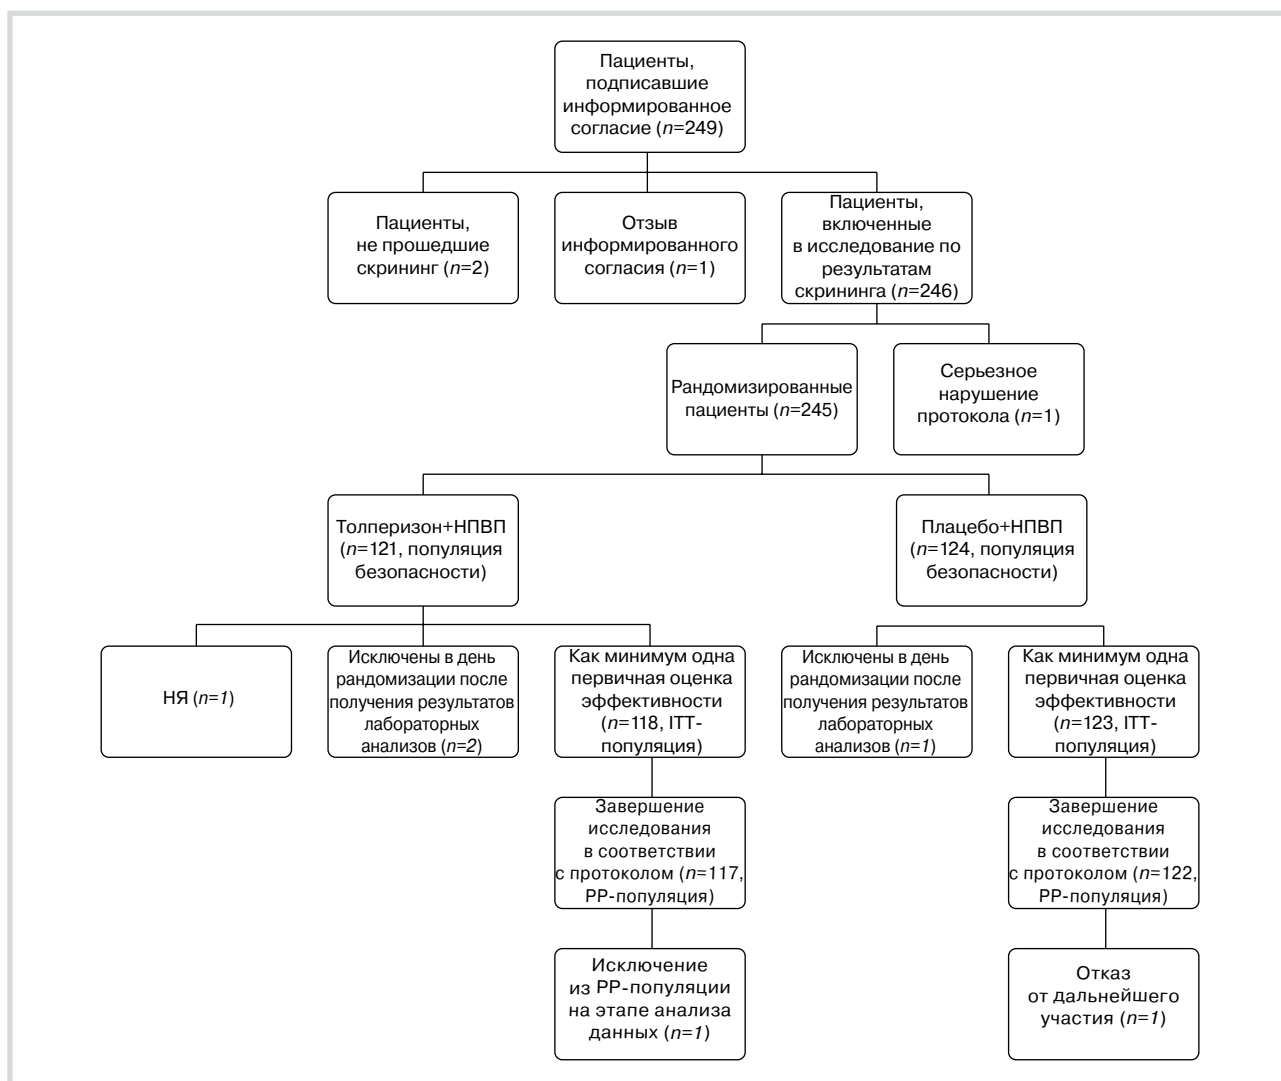 Пациенты,
подписавшие
информированное
согласие (n=249)
Пациенты,
не прошедшие
скрининг (n=2)
Отзыв
информированного
согласия (n=1)
Пациенты,
включенные
в исследование по
результатам
скрининга (n=246)
Рандомизированные
пациенты (n=245)
Серьезное
нарушение
протокола (n=1)
Толперизон+НПВП
(n=121, популяция
безопасности)
Плацебо+НПВП
(n=124, популяция
безопасности)
НЯ (n=1)
Исключены в день
рандомизации после
получения результатов
лабораторных
анализов (n=2)
Как минимум одна
первичная оценка
эффективности
(n=118, ITT-
популяция)
Исключены в день
рандомизации после
получения результатов
лабораторных
анализов (n=1)
Как минимум одна
первичная оценка
эффективности
(n=123, ITT-
популяция)
Завершение
исследования
в соответствии
с протоколом (n=117,
PP-популяция)
Завершение
исследования
в соответствии
с протоколом (n=122,
PP-популяция)
Исключение
из PP-популяции
на этапе анализа
данных (n=1)
Отказ
от дальнейшего
участия (n=1)